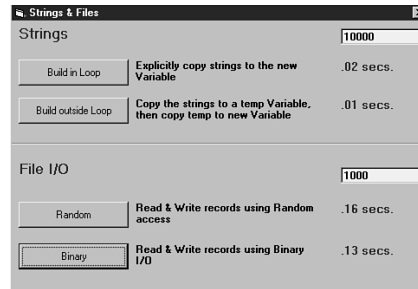 Strings & Files
Strings
10000
Build in Loop
Explicitly copy strings to the new
Variable
.02 secs.
Build outside Loop
Copy the strings to a temp Variable,
then copy temp to new Variable
.01 secs.
File I/O
1000
Random
Read & Write records using Random
access
.16 secs.
Binary
Read & Write records using Binary
I/O
.13 secs.